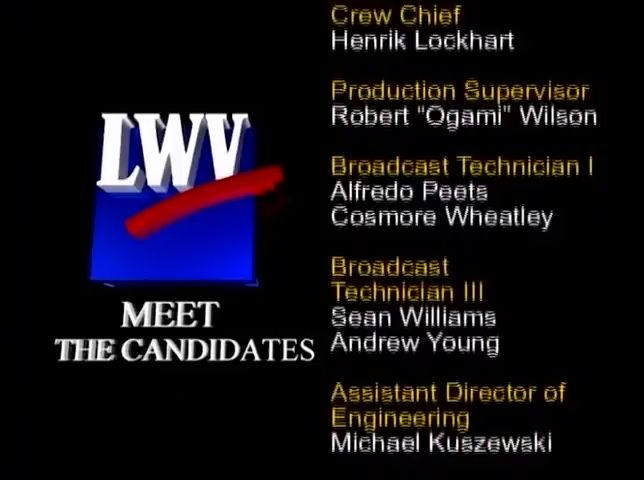 LWV
MEET
THE CANDIDATES
Crew Chief
Henrik Lockhart
Production Supervisor
Robert "Ogami" Wilson
Broadcast Technician I
Alfredo Peets
Cosmore Wheatley
Broadcast
Technician III
Sean Williams
Andrew Young
Assistant Director of
Engineering
Michael Kuszewski